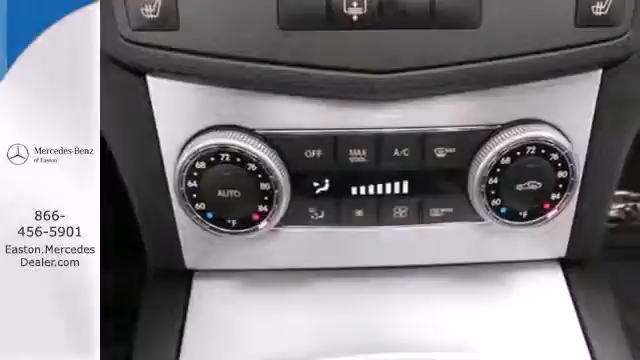 Mercedes-Benz
of Easton
866-
456-5901
Easton.Mercedes
Dealer.com
OFF
MAX
COOL
A/C
60 64 68 72 76 80 84
AUTO
°F
60 64 68 72 76 80 84
°F